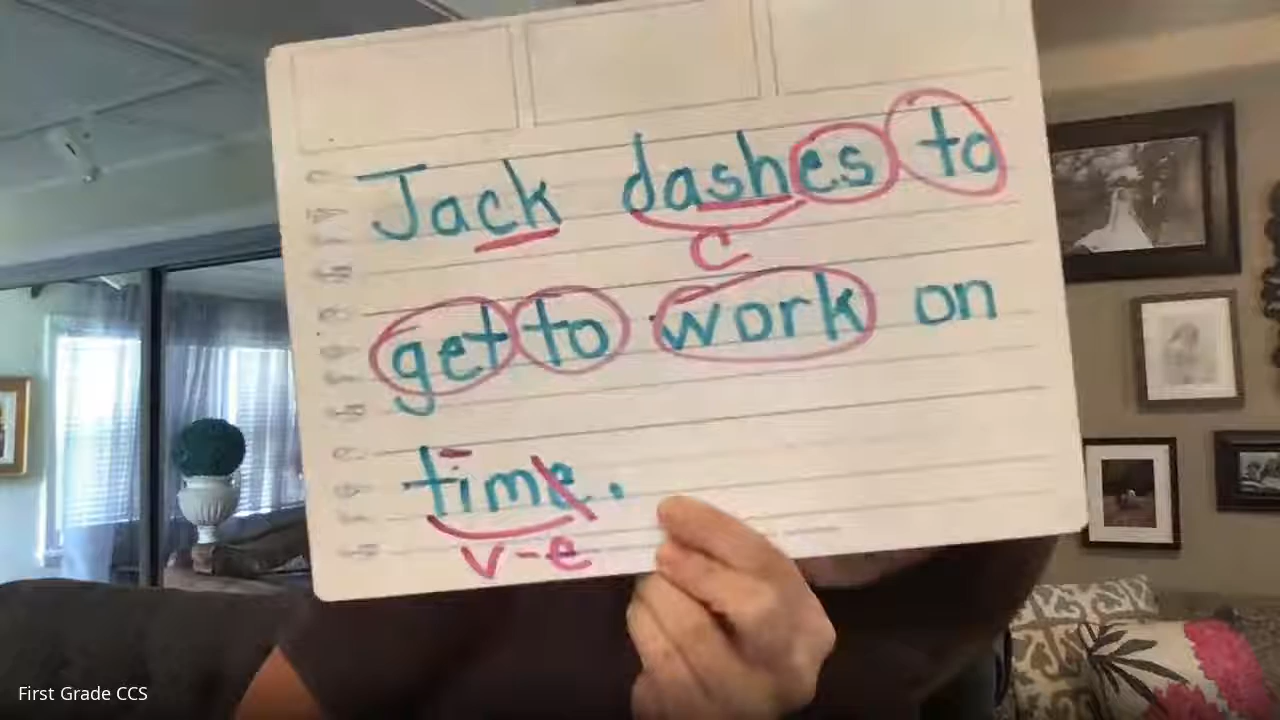 Jack dashes to
c
get to work on
time.
v-e
First Grade CCS